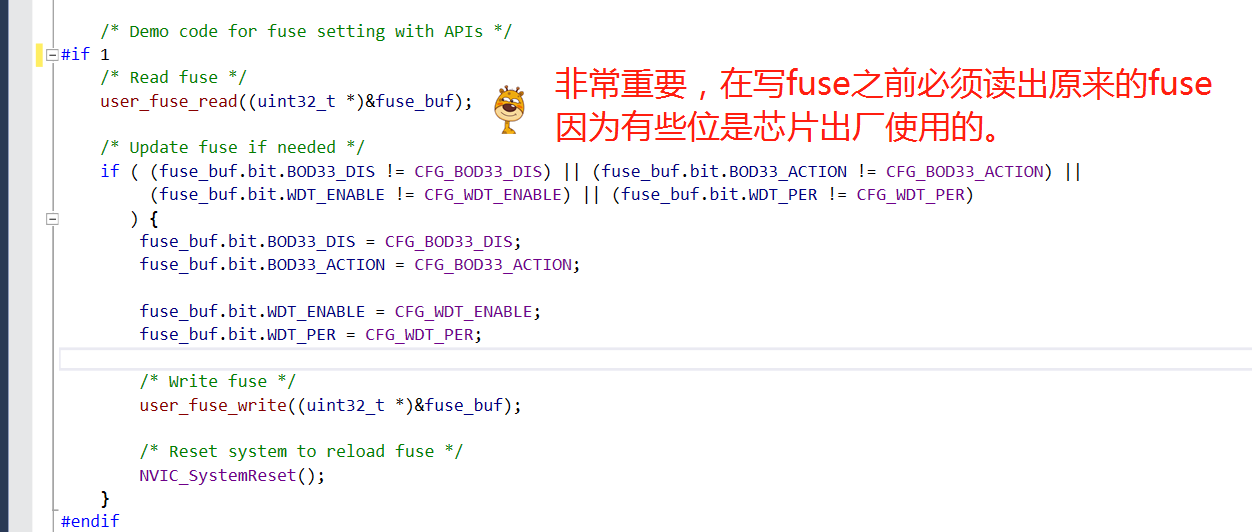 /* Demo code for fuse setting with APIs */
#if 1
/* Read fuse */
user_fuse_read((uint32_t *)&fuse_buf);
非常重要，在写fuse之前必须读出原来的fuse
因为有些位是芯片出厂使用的。
/* Update fuse if needed */
if ( (fuse_buf.bit.BOD33_DIS != CFG_BOD33_DIS) || (fuse_buf.bit.BOD33_ACTION != CFG_BOD33_ACTION) ||
(fuse_buf.bit.WDT_ENABLE != CFG_WDT_ENABLE) || (fuse_buf.bit.WDT_PER != CFG_WDT_PER)
) {
fuse_buf.bit.BOD33_DIS = CFG_BOD33_DIS;
fuse_buf.bit.BOD33_ACTION = CFG_BOD33_ACTION;
fuse_buf.bit.WDT_ENABLE = CFG_WDT_ENABLE;
fuse_buf.bit.WDT_PER = CFG_WDT_PER;
/* Write fuse */
user_fuse_write((uint32_t *)&fuse_buf);
/* Reset system to reload fuse */
NVIC_SystemReset();
}
#endif